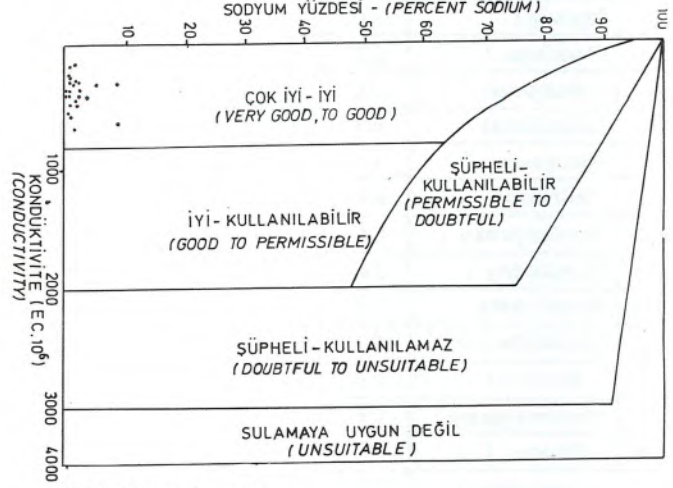 SODYUM YÜZDESİ - (PERCENT SODIUM)
10 20 30 40 50 60 70 80 90 100
ÇOK İYİ - İYİ
(VERY GOOD, TO GOOD)
ŞÜPHELİ-
KULLANILABİLİR
(PERMISSIBLE TO
DOUBTFUL)
İYİ - KULLANILABİLİR
(GOOD TO PERMISSIBLE)
ŞÜPHELİ - KULLANILAMAZ
(DOUBTFUL TO UNSUITABLE)
SULAMAYA UYGUN DEĞİL
(UNSUITABLE)
1000
2000
3000
4000
KONDÜKTİVİTE (EC.10⁶)
(CONDUCTIVITY)